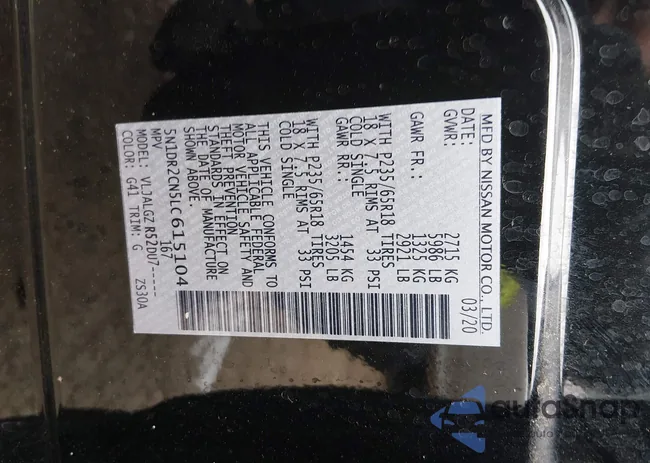 MFD BY NISSAN MOTOR CO., LTD.
DATE: 03/20
GVWR: 2715 KG
5986 LB
GAWR FR.: 1325 KG
2921 LB
WITH P235/65R18 TIRES
18 X 7.5 RIMS AT 33 PSI
COLD SINGLE
GAWR RR.: 1454 KG
3205 LB
WITH P235/65R18 TIRES
18 X 7.5 RIMS AT 33 PSI
COLD SINGLE
THIS VEHICLE CONFORMS TO
ALL APPLICABLE FEDERAL
MOTOR VEHICLE SAFETY AND
THEFT PREVENTION
STANDARDS IN EFFECT ON
THE DATE OF MANUFACTURE
SHOWN ABOVE.
5N1DR2CN5LC615104
MPV 167
MODEL: VLJALGZ R52DU7-----
COLOR: G41 TRIM: G ZS30A
autoSnap